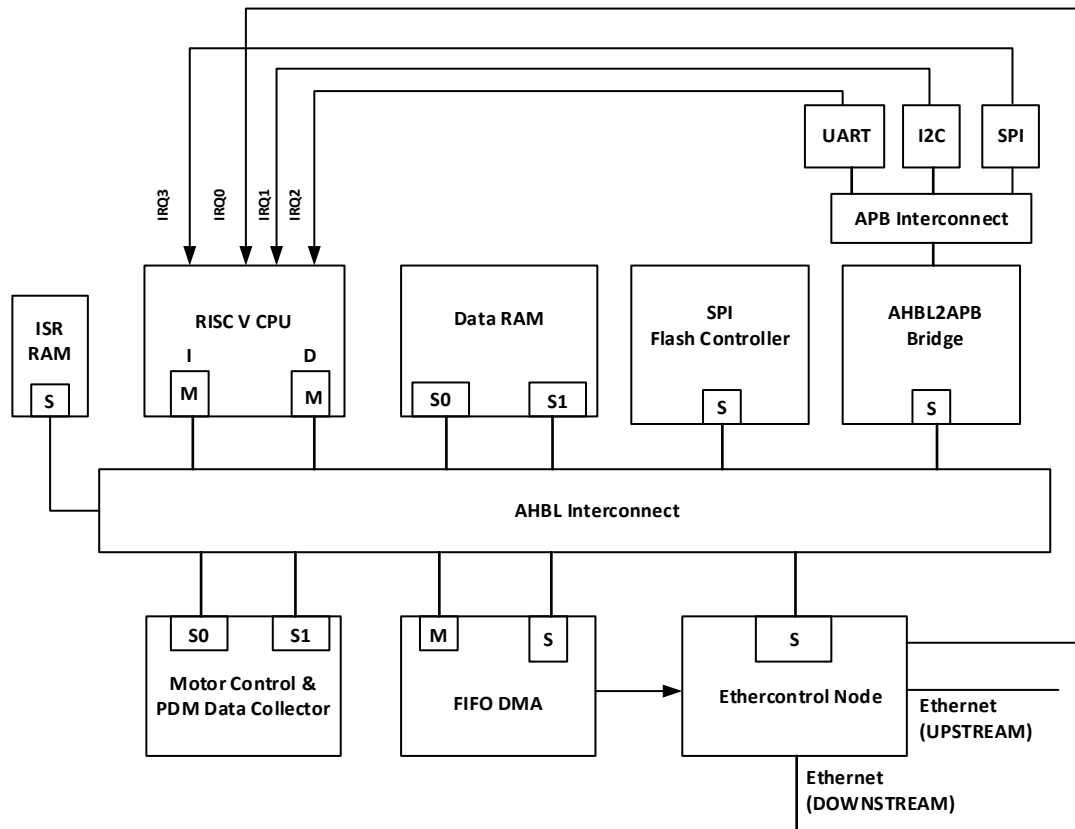 UART
I2C
SPI
IRQ3
IRQ0
IRQ1
IRQ2
APB Interconnect
ISR
RAM
S
RISC V CPU
I
D
M
M
Data RAM
S0
S1
SPI
Flash Controller
S
AHBL2APB
Bridge
S
AHBL Interconnect
S0
S1
Motor Control &
PDM Data Collector
M
S
FIFO DMA
S
Ethercontrol Node
Ethernet
(UPSTREAM)
Ethernet
(DOWNSTREAM)